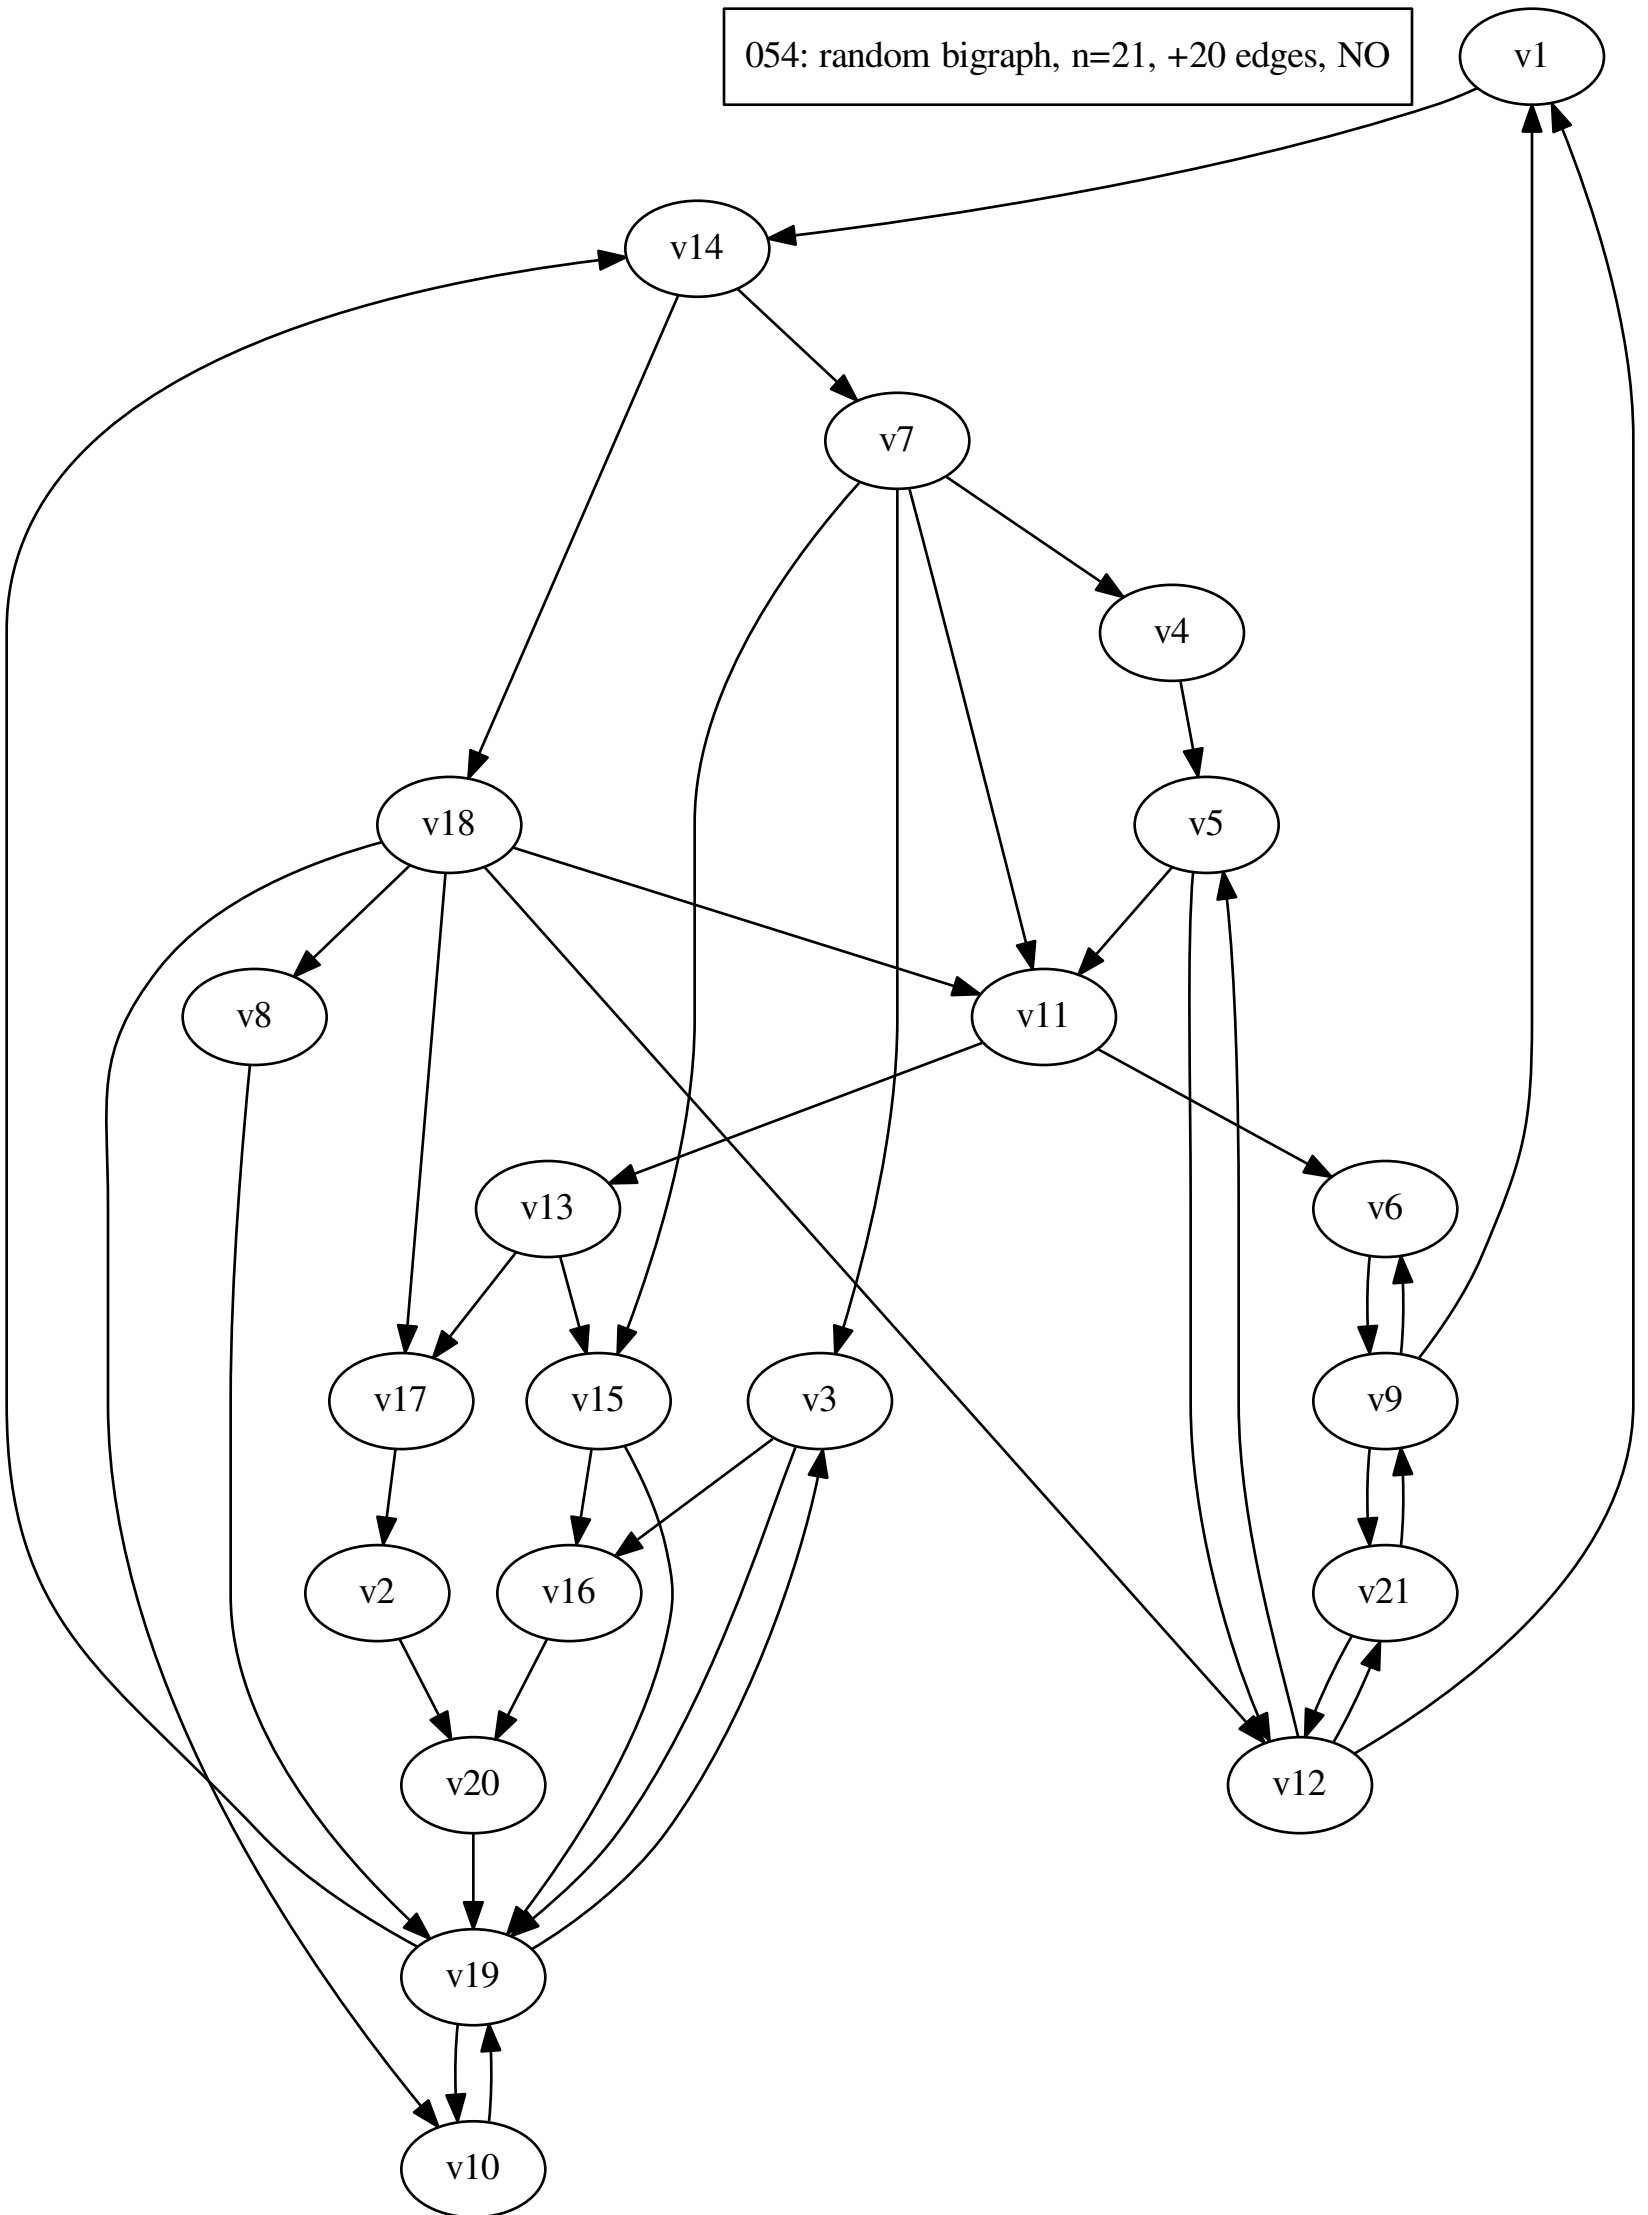 054: random bigraph, n=21, +20 edges, NO
v1
v14
v7
v4
v18
v5
v8
v11
v13
v6
v17
v15
v3
v9
v2
v16
v21
v20
v12
v19
v10